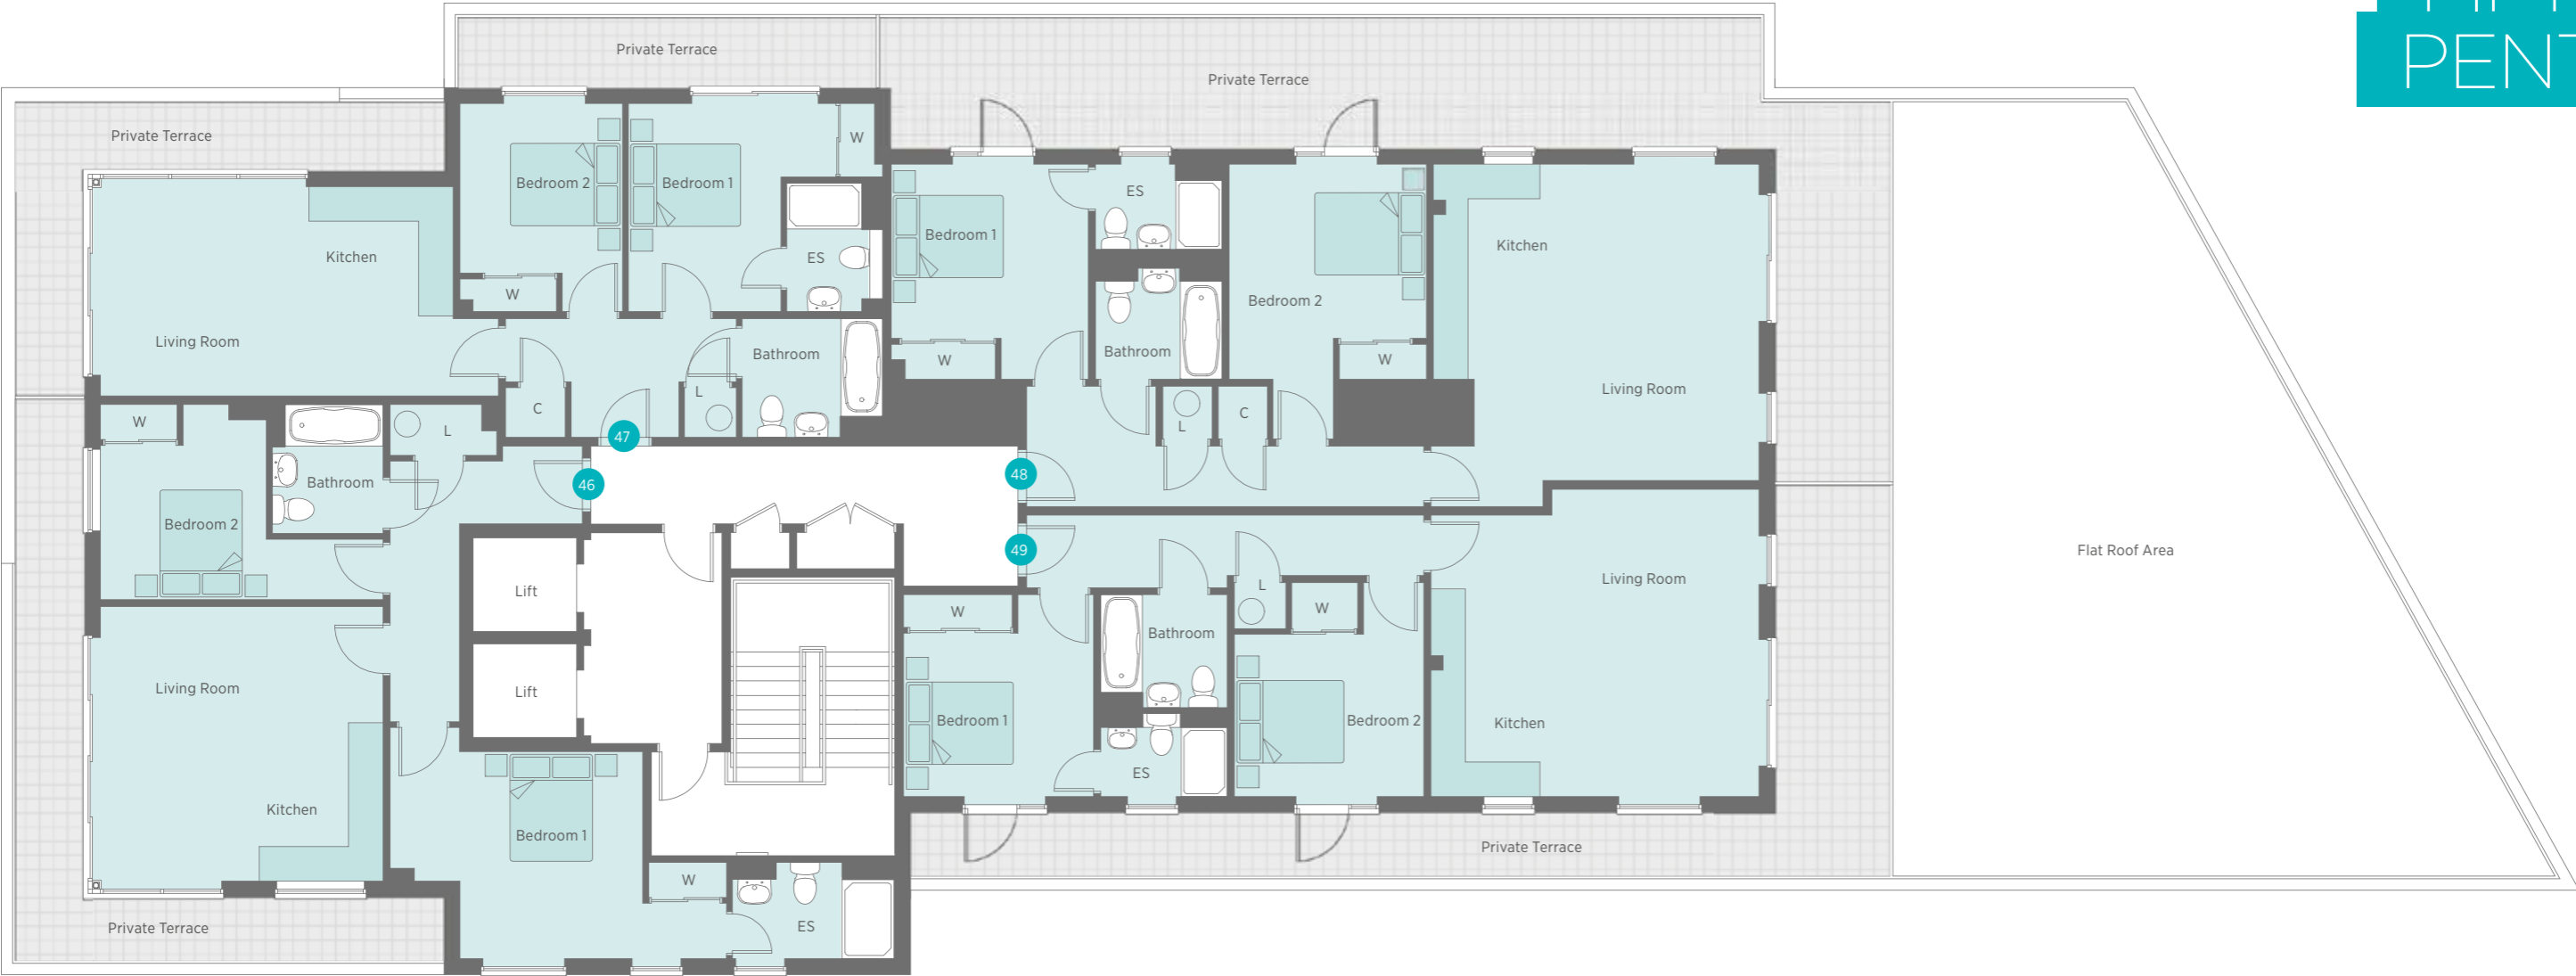 PEN
Private Terrace
Private Terrace
Private Terrace
W
Bedroom 2
Bedroom 1
ES
Bedroom 1
Kitchen
Kitchen
ES
W
Bedroom 2
Living Room
Bathroom
Bathroom
W
W
Living Room
L
C
W
L
C
L
47
48
Bathroom
46
Bedroom 2
49
Flat Roof Area
Lift
L
Living Room
W
W
Bathroom
Living Room
Lift
Bedroom 1
Bedroom 2
Kitchen
ES
Kitchen
Bedroom 1
Private Terrace
W
ES
Private Terrace